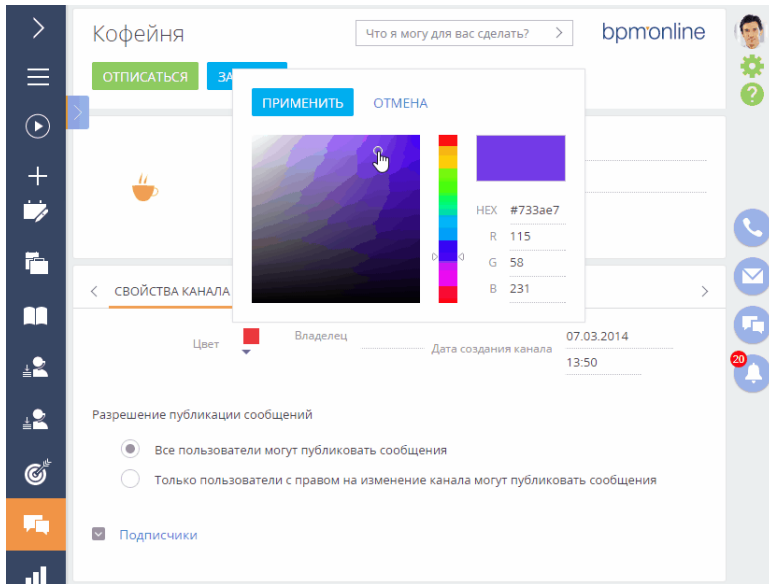 Кофейня
Что я могу для вас сделать?
bpmonline
ОТПИСАТЬСЯ
ПРИМЕНИТЬ ОТМЕНА
HEX #733ae7
R 115
G 58
B 231
СВОЙСТВА КАНАЛА
Цвет
Владелец
Дата создания канала
07.03.2014
13:50
20
Разрешение публикации сообщений
Все пользователи могут публиковать сообщения
Только пользователи с правом на изменение канала могут публиковать сообщения
Подписчики